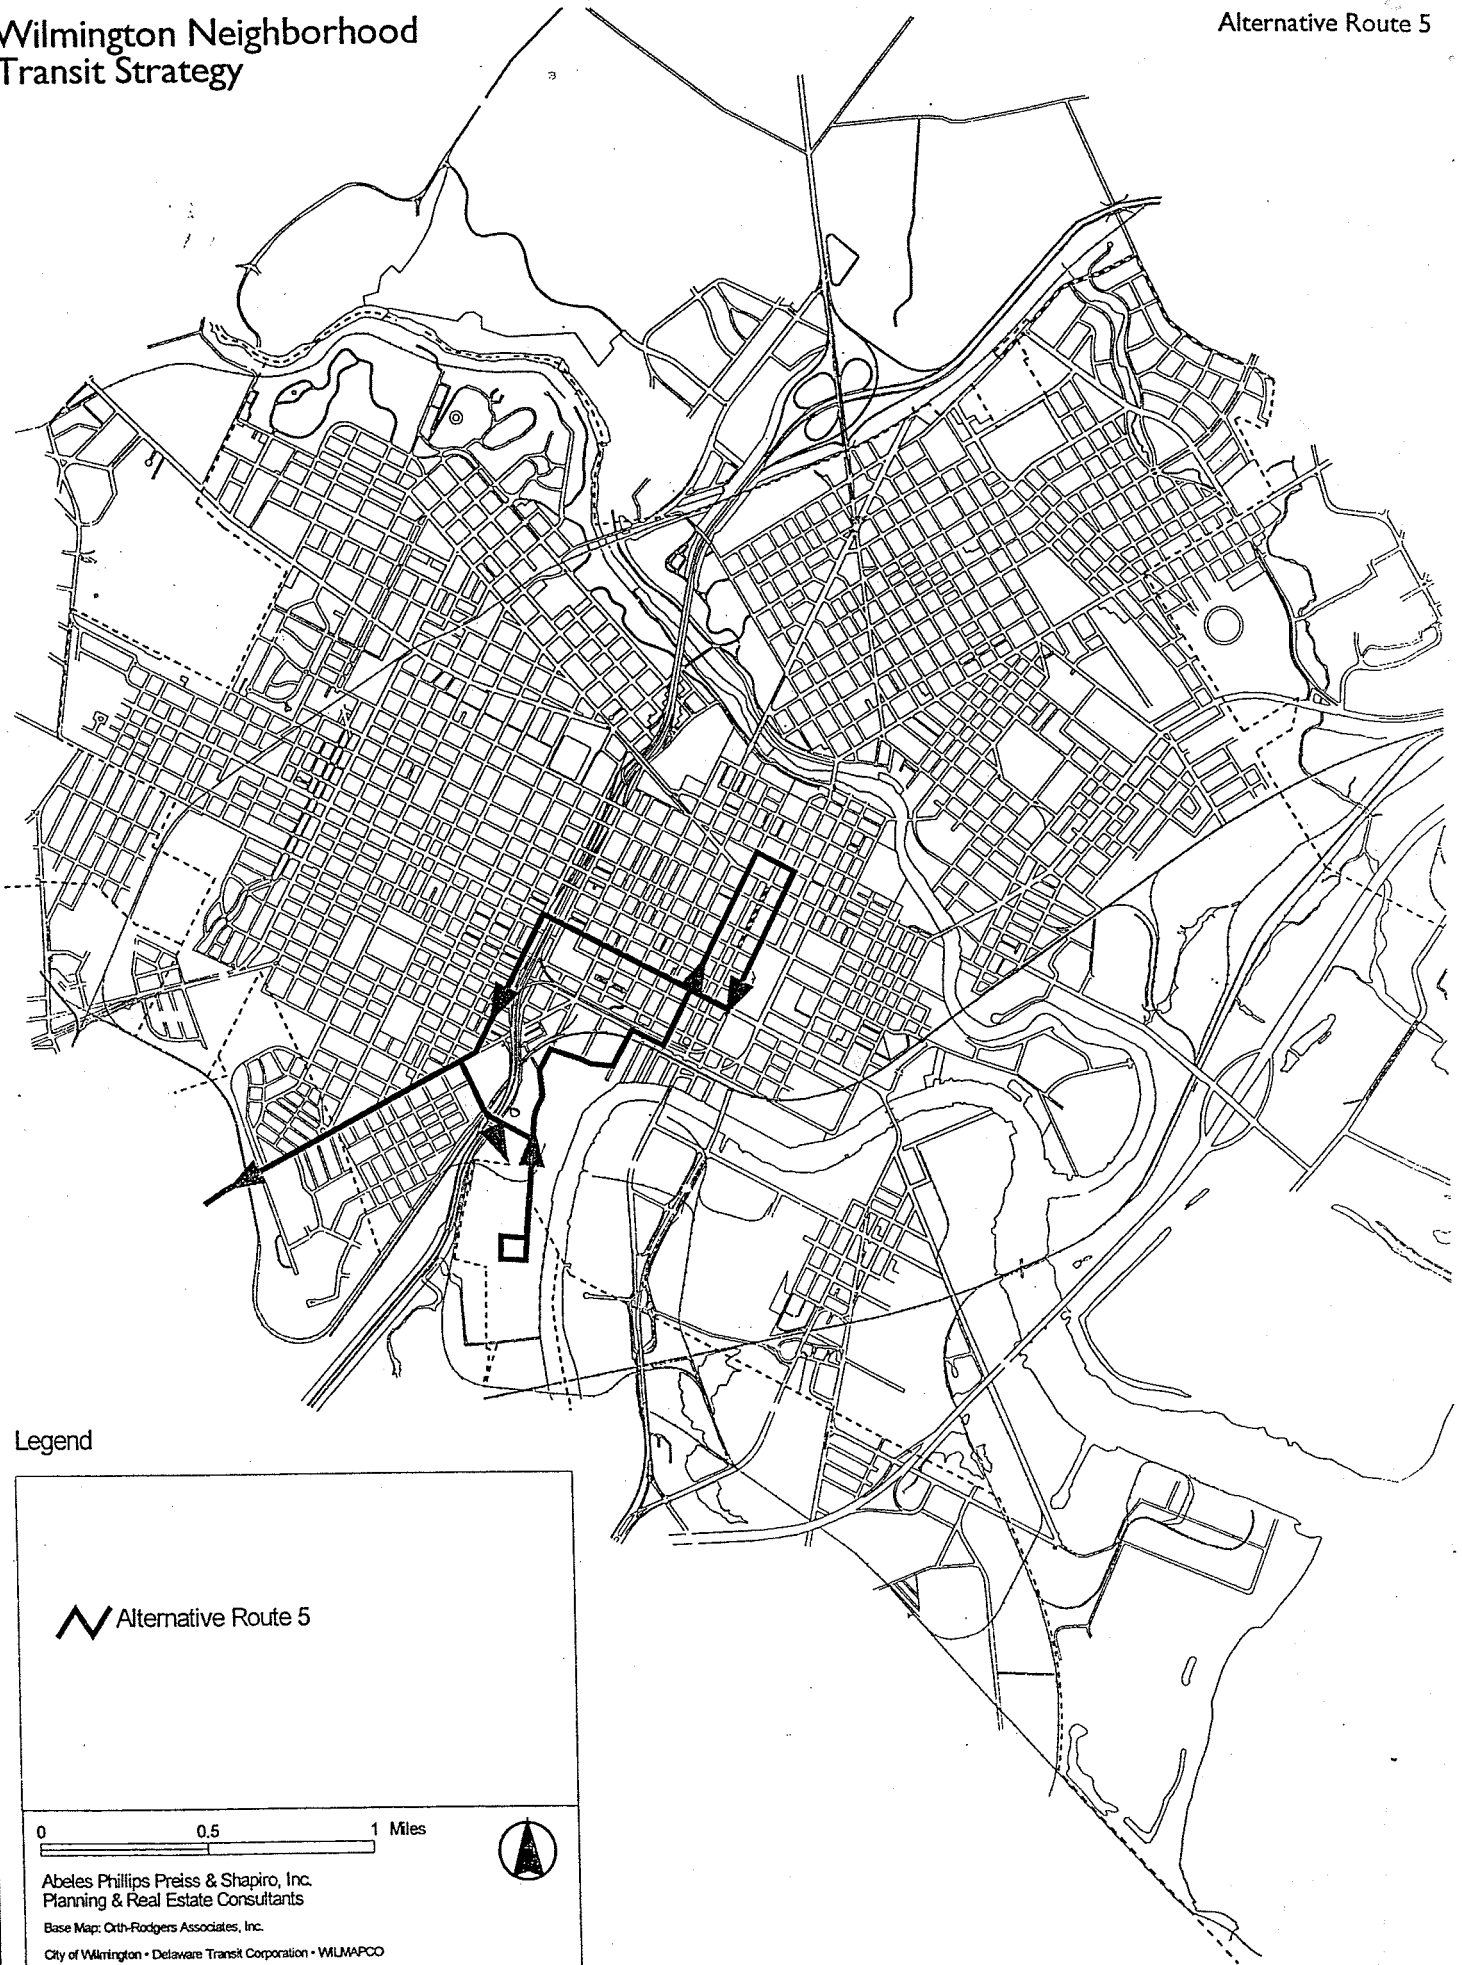 Wilmington Neighborhood
Transit Strategy
Alternative Route 5
Legend
Alternative Route 5
0 0.5 1 Miles
Abeles Phillips Preiss & Shapiro, Inc.
Planning & Real Estate Consultants
Base Map: Orth-Rodgers Associates, Inc.
City of Wilmington • Delaware Transit Corporation • WILMAPCO